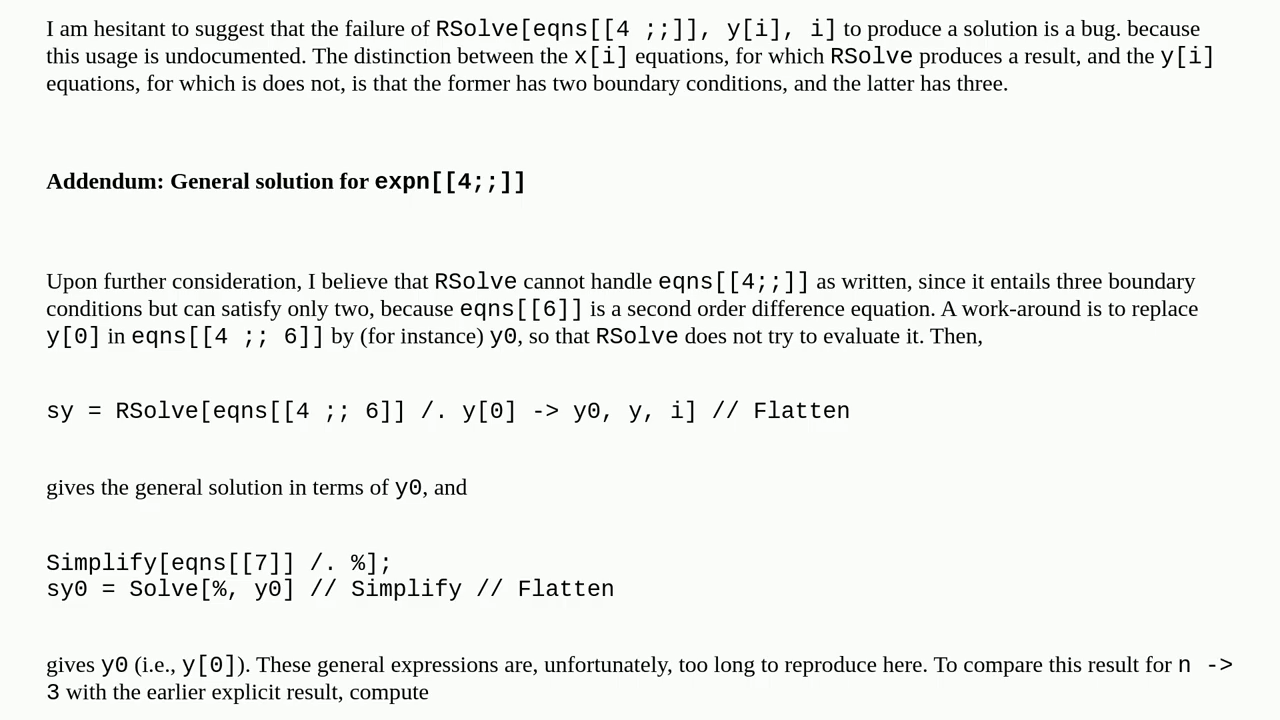 I am hesitant to suggest that the failure of RSolve[eqns[[4 ;;]], y[i], i] to produce a solution is a bug. because
this usage is undocumented. The distinction between the x[i] equations, for which RSolve produces a result, and the y[i]
equations, for which is does not, is that the former has two boundary conditions, and the latter has three.
Addendum: General solution for expn[[4;;]]
Upon further consideration, I believe that RSolve cannot handle eqns[[4;;]] as written, since it entails three boundary
conditions but can satisfy only two, because eqns[[6]] is a second order difference equation. A work-around is to replace
y[0] in eqns[[4 ;; 6]] by (for instance) y0, so that RSolve does not try to evaluate it. Then,
sy = RSolve[eqns[[4 ;; 6]] /. y[0] -> y0, y, i] // Flatten
gives the general solution in terms of y0, and
Simplify[eqns[[7]] /. %];
sy0 = Solve[%, y0] // Simplify // Flatten
gives y0 (i.e., y[0]). These general expressions are, unfortunately, too long to reproduce here. To compare this result for n ->
3 with the earlier explicit result, compute